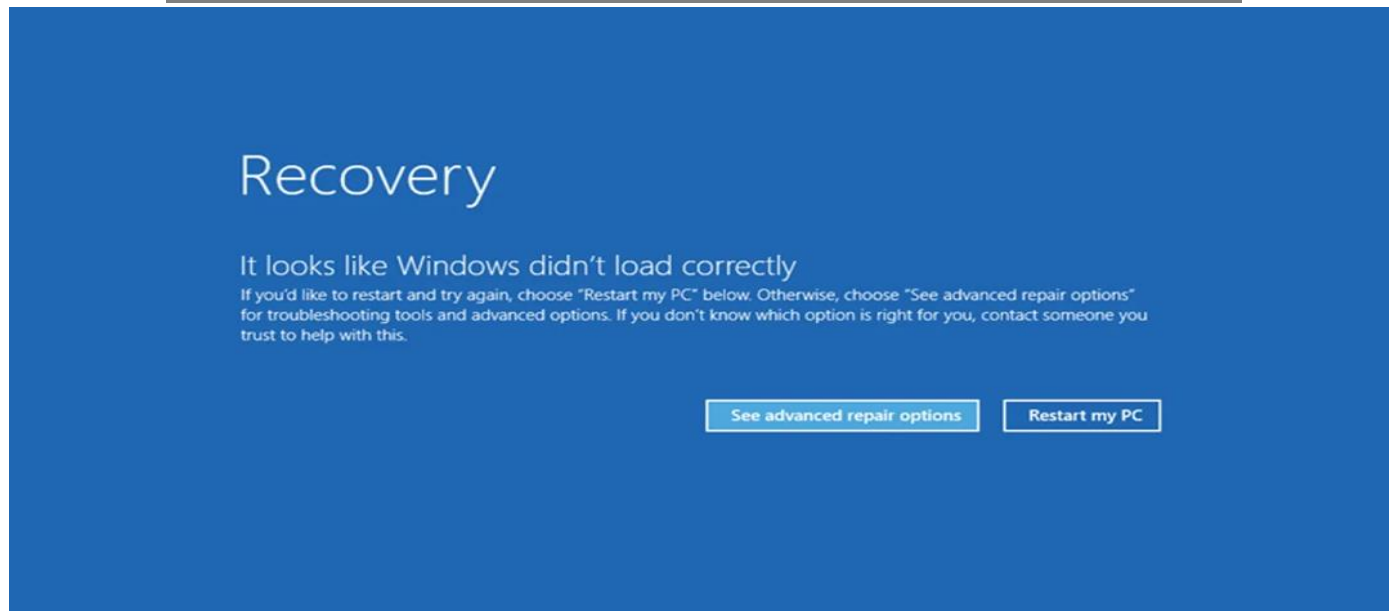 Recovery
It looks like Windows didn't load correctly
If you'd like to restart and try again, choose "Restart my PC" below. Otherwise, choose "See advanced repair options"
for troubleshooting tools and advanced options. If you don't know which option is right for you, contact someone you
trust to help with this.
See advanced repair options
Restart my PC